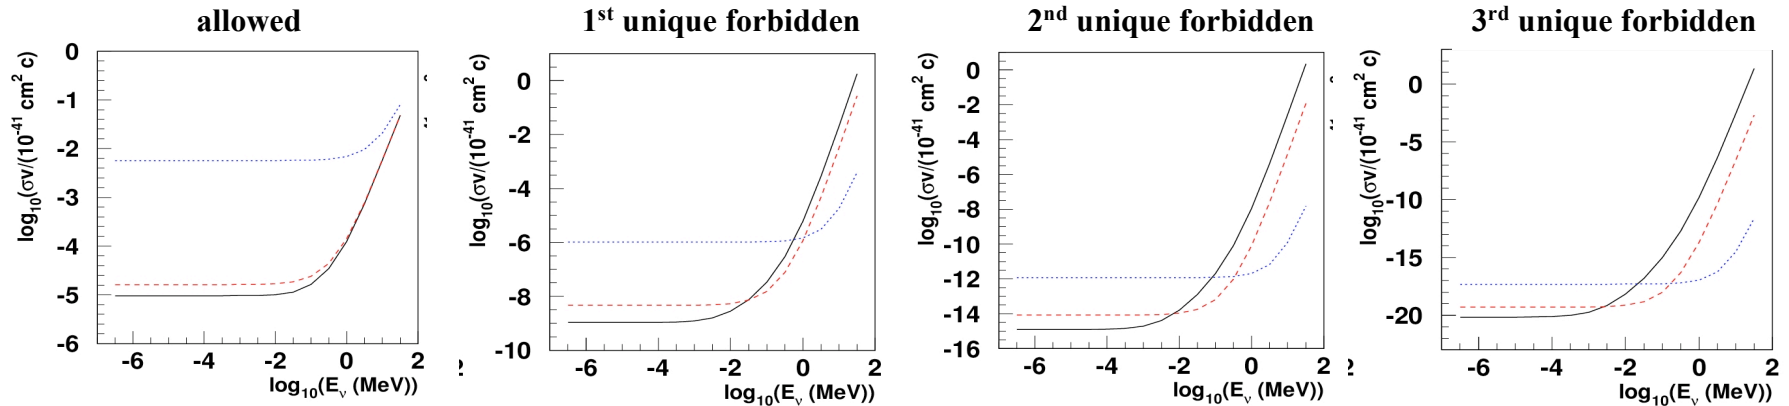 allowed
0
-1
-2
-3
-4
-5
-6
-6 -4 -2 0 2
log10(σν/(10-41 cm2 c)
log10(Eν (MeV))
1st unique forbidden
0
-2
-4
-6
-8
-10
-6 -4 -2 0 2
log10(σν/(10-41 cm2 c)
log10(Eν (MeV))
2nd unique forbidden
0
-2
-4
-6
-8
-10
-12
-14
-16
-6 -4 -2 0 2
log10(σν/(10-41 cm2 c)
log10(Eν (MeV))
3rd unique forbidden
0
-5
-10
-15
-20
-6 -4 -2 0 2
log10(σν/(10-41 cm2 c)
log10(Eν (MeV))